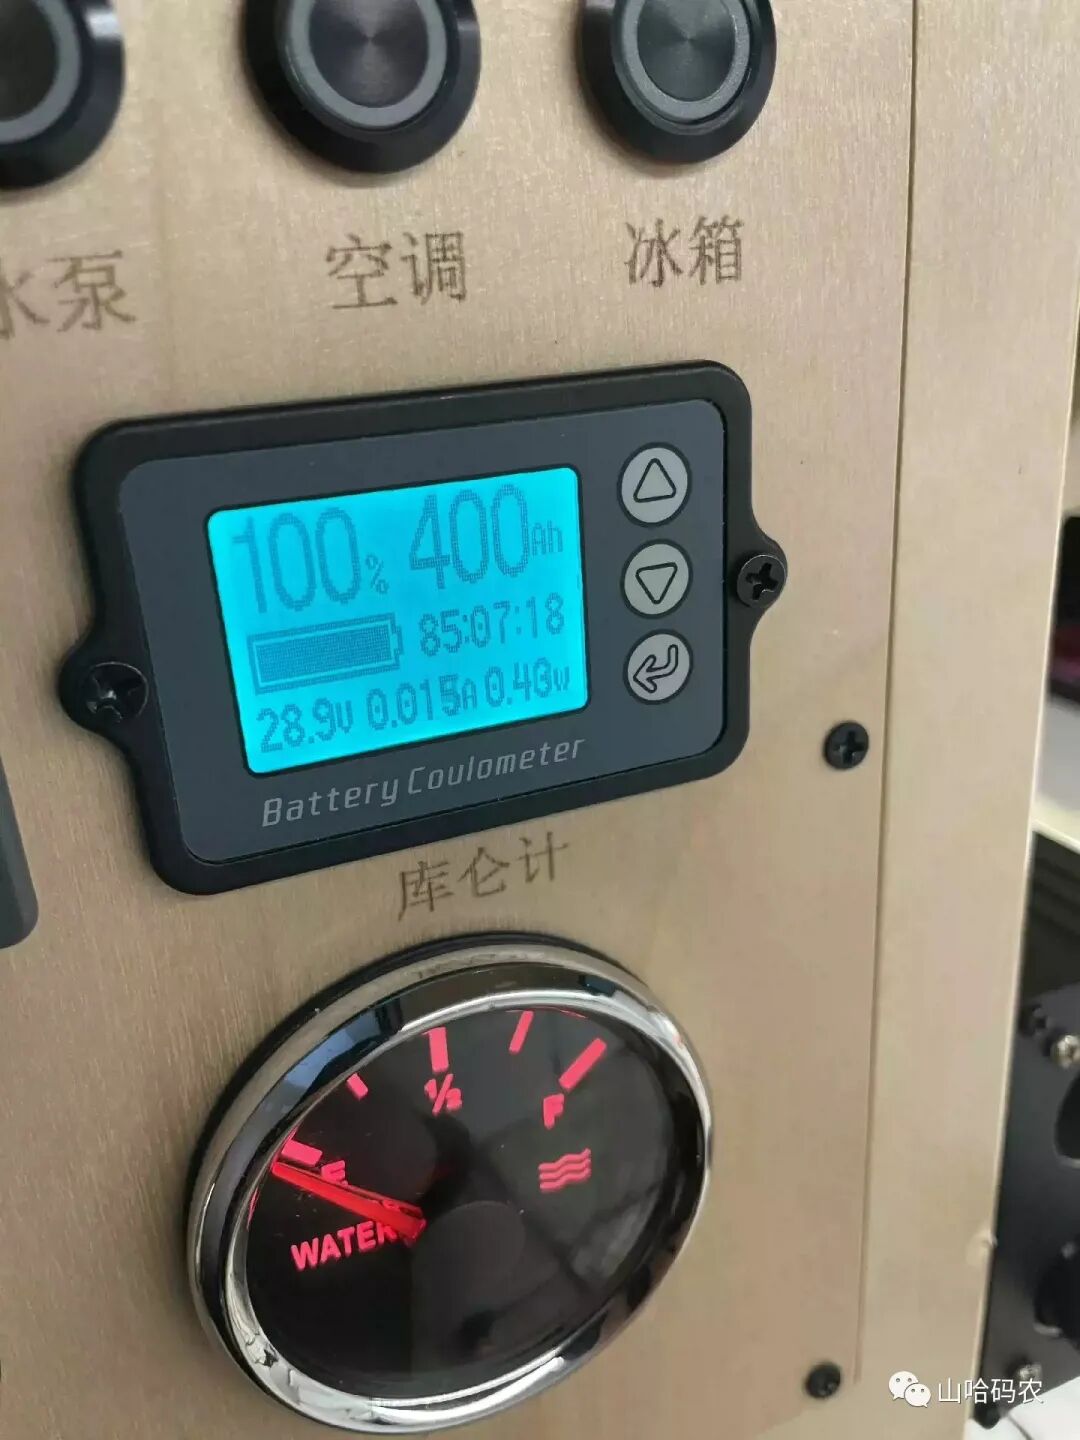 水泵
空调
冰箱
100% 400Ah
85:07:18
28.9V 0.015A 0.43W
Battery Coulometer
库仑计
½
E
F
WATER
山哈码农